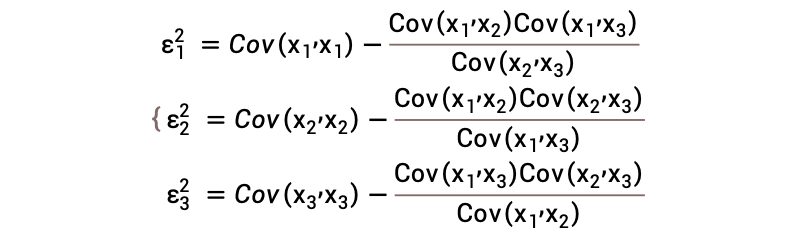 ε₁² = Cov(x₁,x₁) − Cov(x₁,x₂)Cov(x₁,x₃) / Cov(x₂,x₃)
{ ε₂² = Cov(x₂,x₂) − Cov(x₁,x₂)Cov(x₂,x₃) / Cov(x₁,x₃)
ε₃² = Cov(x₃,x₃) − Cov(x₁,x₃)Cov(x₂,x₃) / Cov(x₁,x₂)